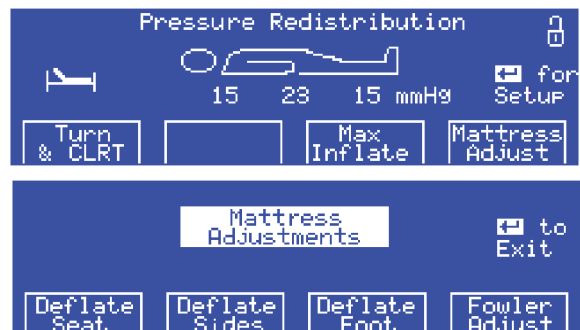 Pressure Redistribution
15 23 15 mmHg
↵ for
Setup
Turn
& CLRT
Max
Inflate
Mattress
Adjust
Mattress
Adjustments
↵ to
Exit
Deflate
Seat
Deflate
Sides
Deflate
Foot
Fowler
Adjust